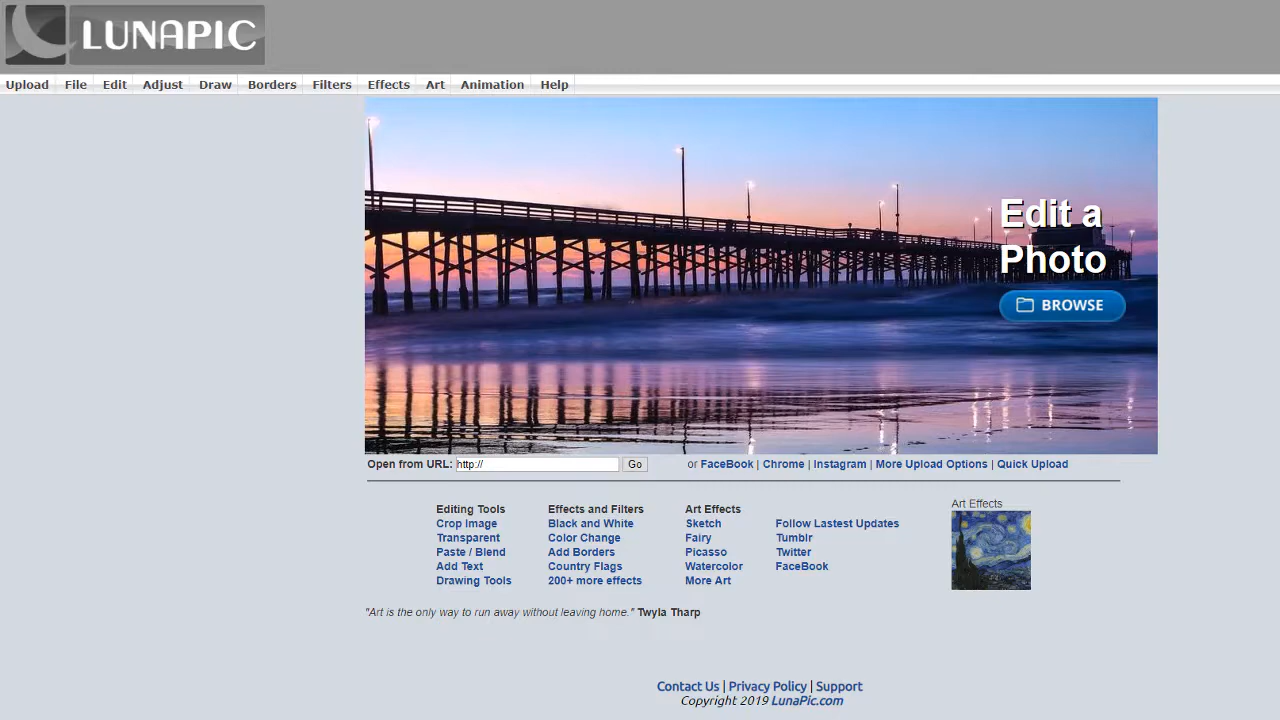 LUNAPIC
Upload File Edit Adjust Draw Borders Filters Effects Art Animation Help
Edit a
Photo
BROWSE
Open from URL: http:// Go or FaceBook | Chrome | Instagram | More Upload Options | Quick Upload
Editing Tools
Crop Image
Transparent
Paste / Blend
Add Text
Drawing Tools
Effects and Filters
Black and White
Color Change
Add Borders
Country Flags
200+ more effects
Art Effects
Sketch
Fairy
Picasso
Watercolor
More Art
Follow Lastest Updates
Tumblr
Twitter
FaceBook
Art Effects
"Art is the only way to run away without leaving home." Twyla Tharp
Contact Us | Privacy Policy | Support
Copyright 2019 LunaPic.com